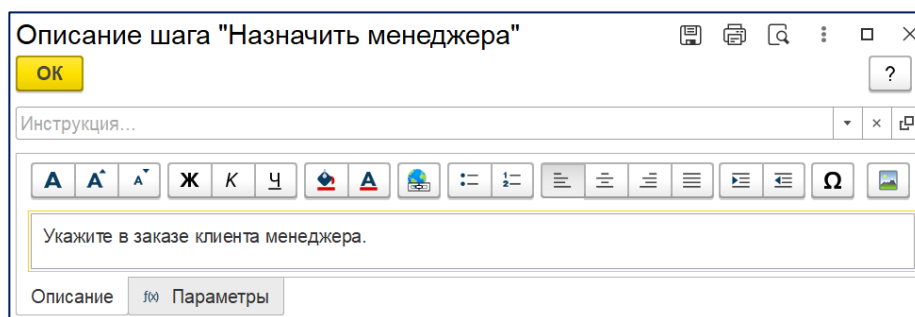 Описание шага "Назначить менеджера"
ОК
?
Инструкция...
А А А Ж К Ч А Ω
Укажите в заказе клиента менеджера.
Описание f(x) Параметры